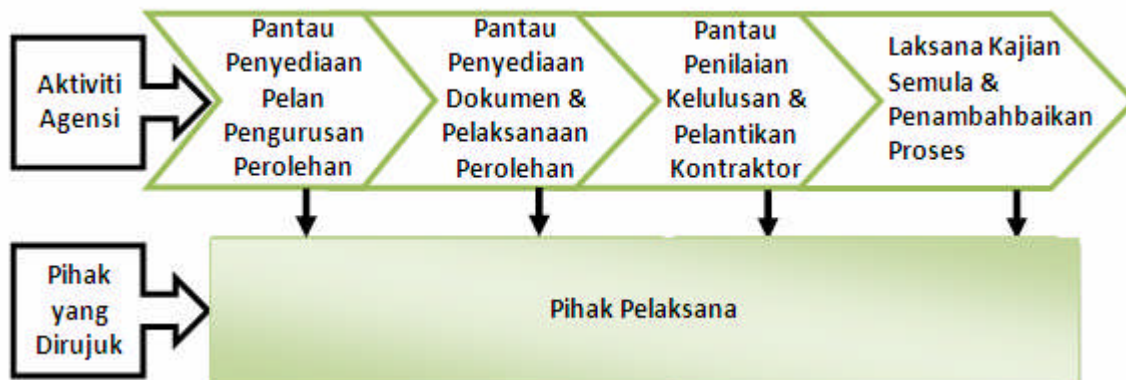 Aktiviti
Agensi
Pantau
Penyediaan
Pelan
Pengurusan
Perolehan
Pantau
Penyediaan
Dokumen &
Pelaksanaan
Perolehan
Pantau
Penilaian
Kelulusan &
Pelantikan
Kontraktor
Laksana Kajian
Semula &
Penambahbaikan
Proses
Pihak
yang
Dirujuk
Pihak Pelaksana